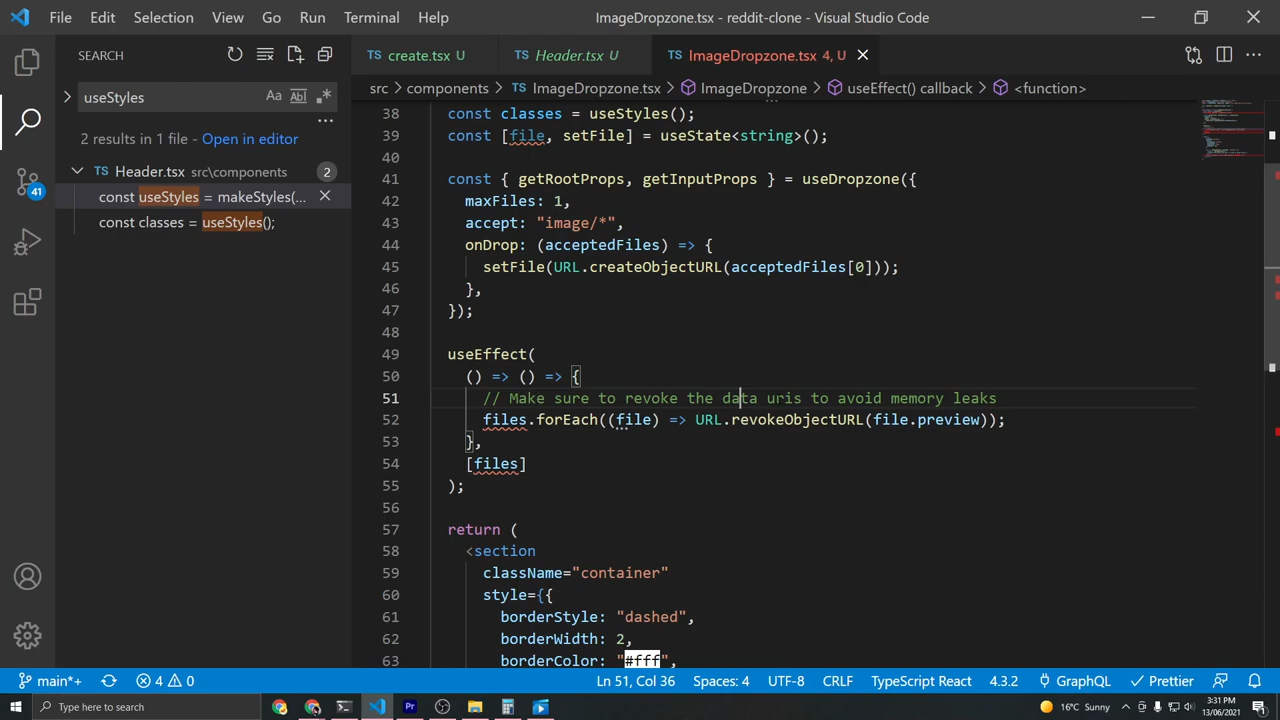 File Edit Selection View Go Run Terminal Help ImageDropzone.tsx - reddit-clone - Visual Studio Code
SEARCH
useStyles Aa Abl .*
2 results in 1 file - Open in editor
Header.tsx src\components 2
const useStyles = makeStyles(...
const classes = useStyles();
41
TS create.tsx U TS Header.tsx U TS ImageDropzone.tsx 4, U
src > components > TS ImageDropzone.tsx > ImageDropzone > useEffect() callback > <function>
38 const classes = useStyles();
39 const [file, setFile] = useState<string>();
40
41 const { getRootProps, getInputProps } = useDropzone({
42 maxFiles: 1,
43 accept: "image/*",
44 onDrop: (acceptedFiles) => {
45 setFile(URL.createObjectURL(acceptedFiles[0]));
46 },
47 });
48
49 useEffect(
50 () => () => {
51 // Make sure to revoke the data uris to avoid memory leaks
52 files.forEach((file) => URL.revokeObjectURL(file.preview));
53 },
54 [files]
55 );
56
57 return (
58 <section
59 className="container"
60 style={{
61 borderStyle: "dashed",
62 borderWidth: 2,
63 borderColor: "#fff",
main*+ 4 0 Ln 51, Col 36 Spaces: 4 UTF-8 CRLF TypeScript React 4.3.2 GraphQL Prettier
Type here to search Pr 16°C Sunny 3:31 PM
13/06/2021